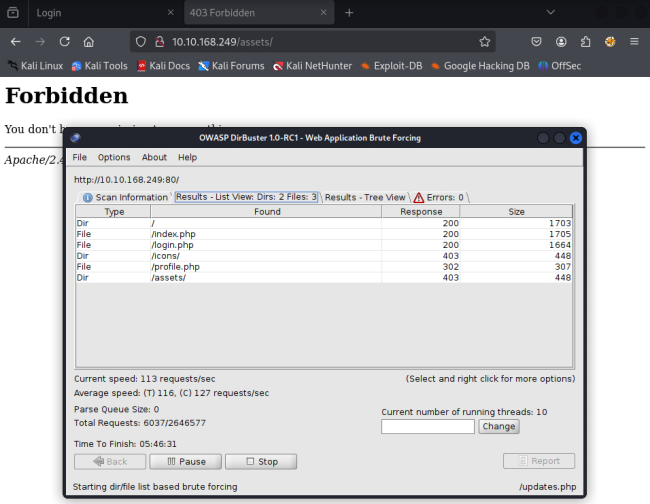 Login
403 Forbidden
10.10.168.249/assets/
Kali Linux Kali Tools Kali Docs Kali Forums Kali NetHunter Exploit-DB Google Hacking DB OffSec
Forbidden
You don't
Apache/2.4
OWASP DirBuster 1.0-RC1 - Web Application Brute Forcing
File Options About Help
http://10.10.168.249:80/
Scan Information Results - List View: Dirs: 2 Files: 3 Results - Tree View Errors: 0
Type Found Response Size
Dir / 200 1703
File /index.php 200 1705
File /login.php 200 1664
Dir /icons/ 403 448
File /profile.php 302 307
Dir /assets/ 403 448
Current speed: 113 requests/sec (Select and right click for more options)
Average speed: (T) 116, (C) 127 requests/sec
Parse Queue Size: 0
Current number of running threads: 10
Total Requests: 6037/2646577
Change
Time To Finish: 05:46:31
Back Pause Stop Report
Starting dir/file list based brute forcing /updates.php